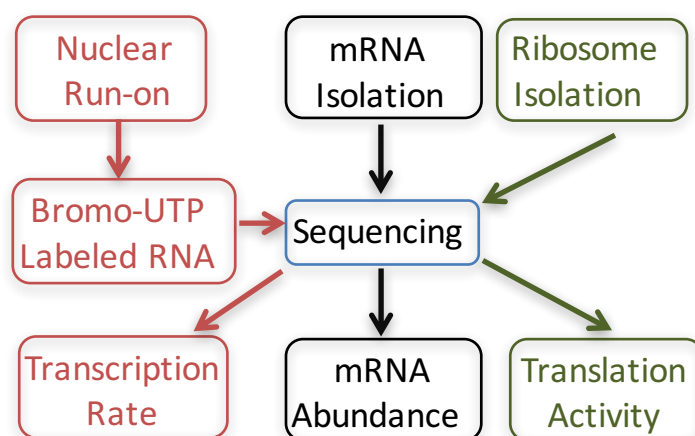 Nuclear
Run-on
mRNA
Isolation
Ribosome
Isolation
Bromo-UTP
Labeled RNA
Sequencing
Transcription
Rate
mRNA
Abundance
Translation
Activity